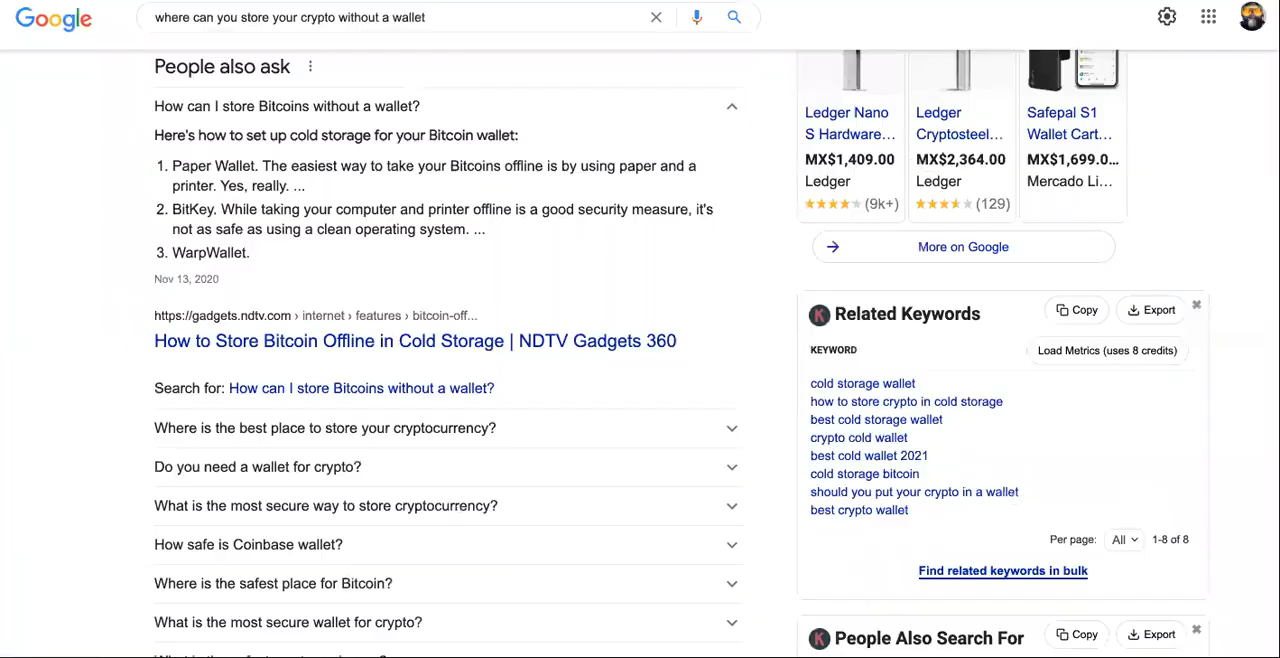 Google
where can you store your crypto without a wallet
People also ask
How can I store Bitcoins without a wallet?
Here's how to set up cold storage for your Bitcoin wallet:
1. Paper Wallet. The easiest way to take your Bitcoins offline is by using paper and a
printer. Yes, really. ...
2. BitKey. While taking your computer and printer offline is a good security measure, it's
not as safe as using a clean operating system. ...
3. WarpWallet.
Nov 13, 2020
https://gadgets.ndtv.com › internet › features › bitcoin-off...
How to Store Bitcoin Offline in Cold Storage | NDTV Gadgets 360
Search for: How can I store Bitcoins without a wallet?
Where is the best place to store your cryptocurrency?
Do you need a wallet for crypto?
What is the most secure way to store cryptocurrency?
How safe is Coinbase wallet?
Where is the safest place for Bitcoin?
What is the most secure wallet for crypto?
Ledger Nano
S Hardware...
MX$1,409.00
Ledger
(9k+)
Ledger
Cryptosteel...
MX$2,364.00
Ledger
(129)
Safepal S1
Wallet Cart...
MX$1,699.0...
Mercado Li...
More on Google
K Related Keywords
Copy
Export
KEYWORD
Load Metrics (uses 8 credits)
cold storage wallet
how to store crypto in cold storage
best cold storage wallet
crypto cold wallet
best cold wallet 2021
cold storage bitcoin
should you put your crypto in a wallet
best crypto wallet
Per page: All 1-8 of 8
Find related keywords in bulk
K People Also Search For
Copy
Export